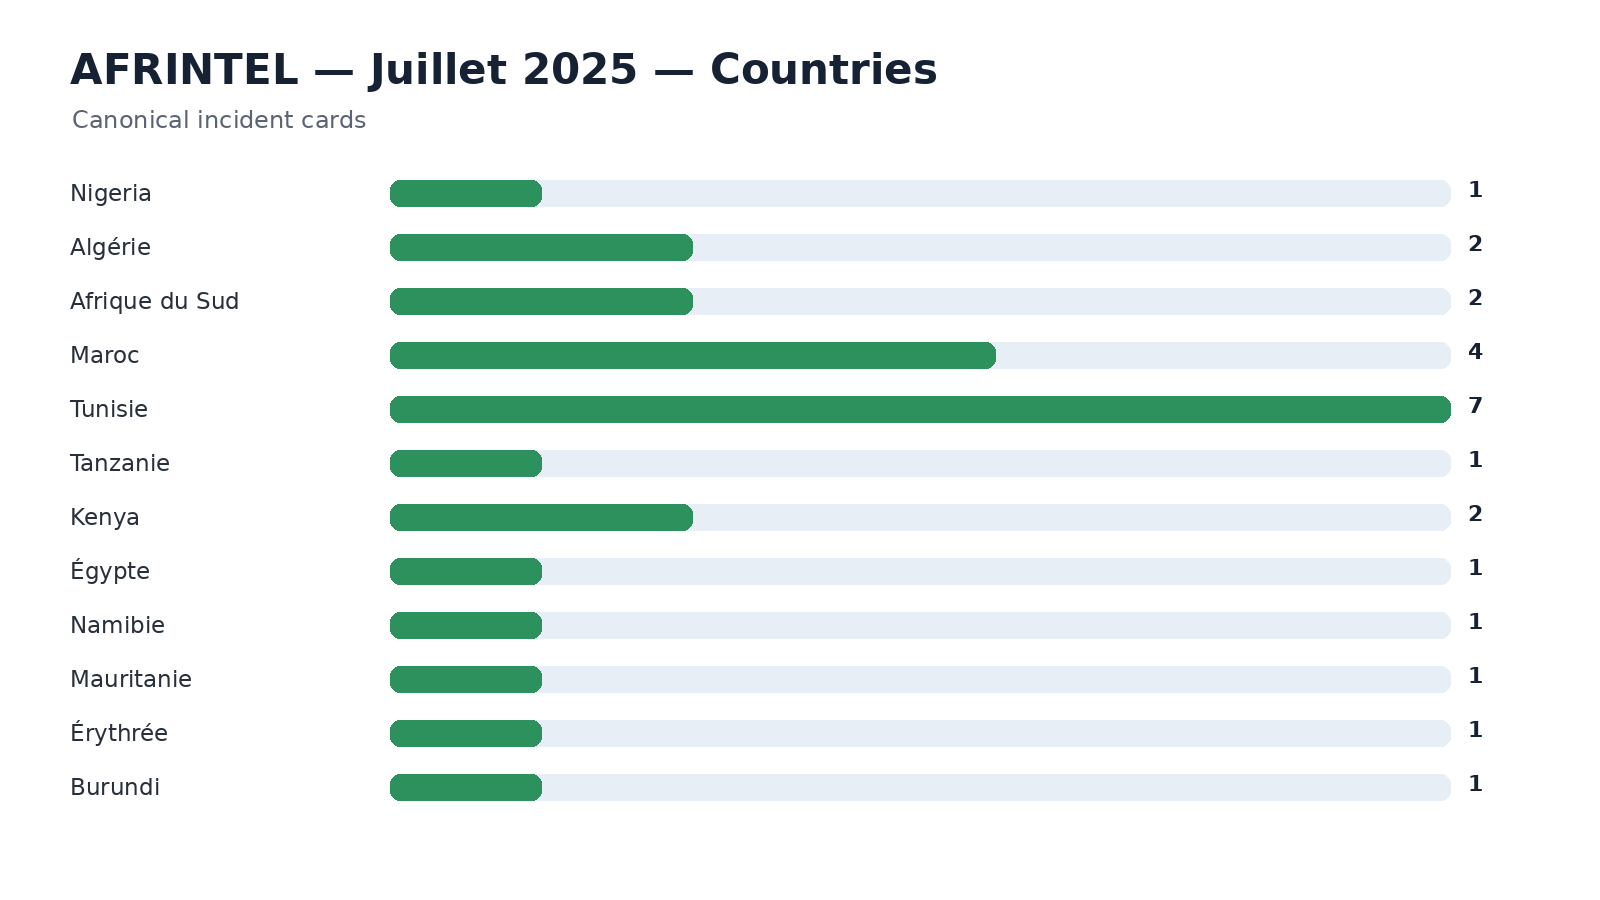 AFRINTEL — Juillet 2025 — Countries
Canonical incident cards
Nigeria 1
Algérie 2
Afrique du Sud 2
Maroc 4
Tunisie 7
Tanzanie 1
Kenya 2
Égypte 1
Namibie 1
Mauritanie 1
Érythrée 1
Burundi 1